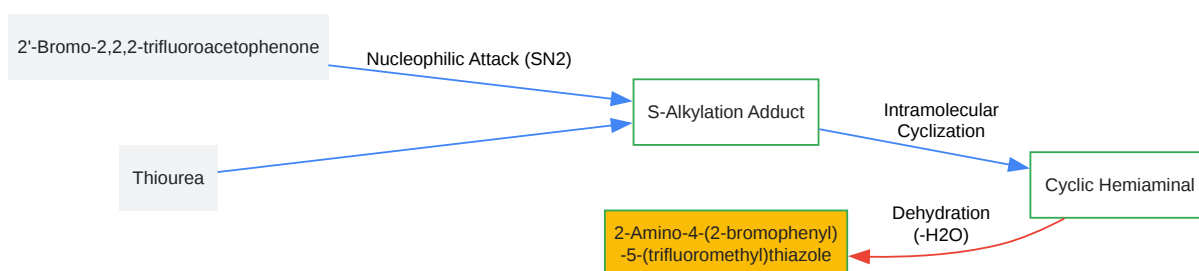 2'-Bromo-2,2,2-trifluoroacetophenone
Nucleophilic Attack (SN2)
S-Alkylation Adduct
Intramolecular
Cyclization
Thiourea
Cyclic Hemiaminal
Dehydration
(-H2O)
2-Amino-4-(2-bromophenyl)
-5-(trifluoromethyl)thiazole